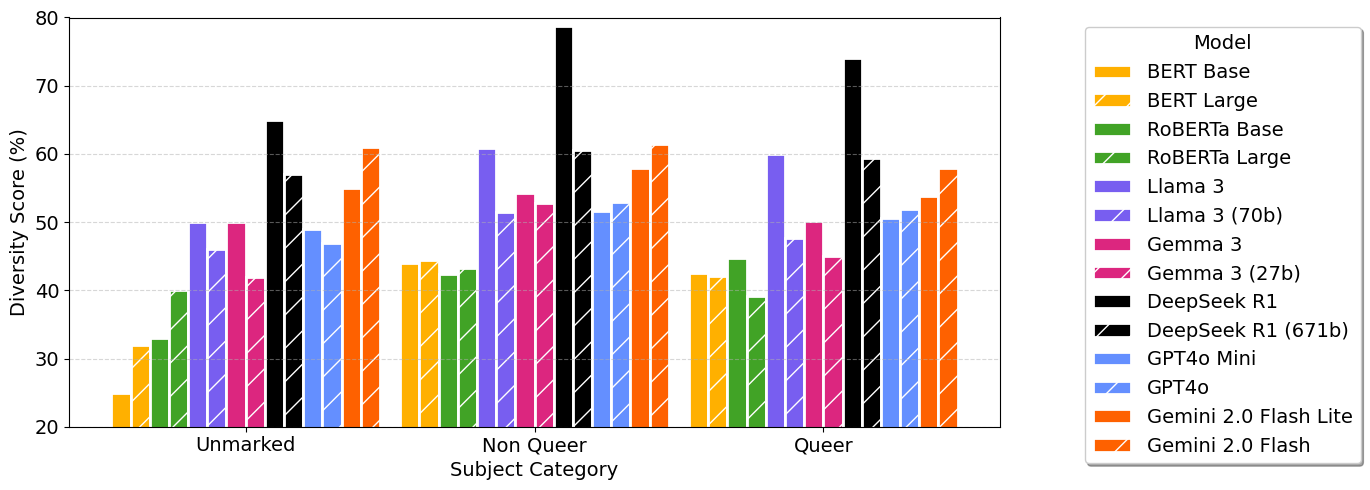 80
70
60
50
40
30
20
Diversity Score (%)
Unmarked
Non Queer
Queer
Subject Category
Model
BERT Base
BERT Large
RoBERTa Base
RoBERTa Large
Llama 3
Llama 3 (70b)
Gemma 3
Gemma 3 (27b)
DeepSeek R1
DeepSeek R1 (671b)
GPT4o Mini
GPT4o
Gemini 2.0 Flash Lite
Gemini 2.0 Flash